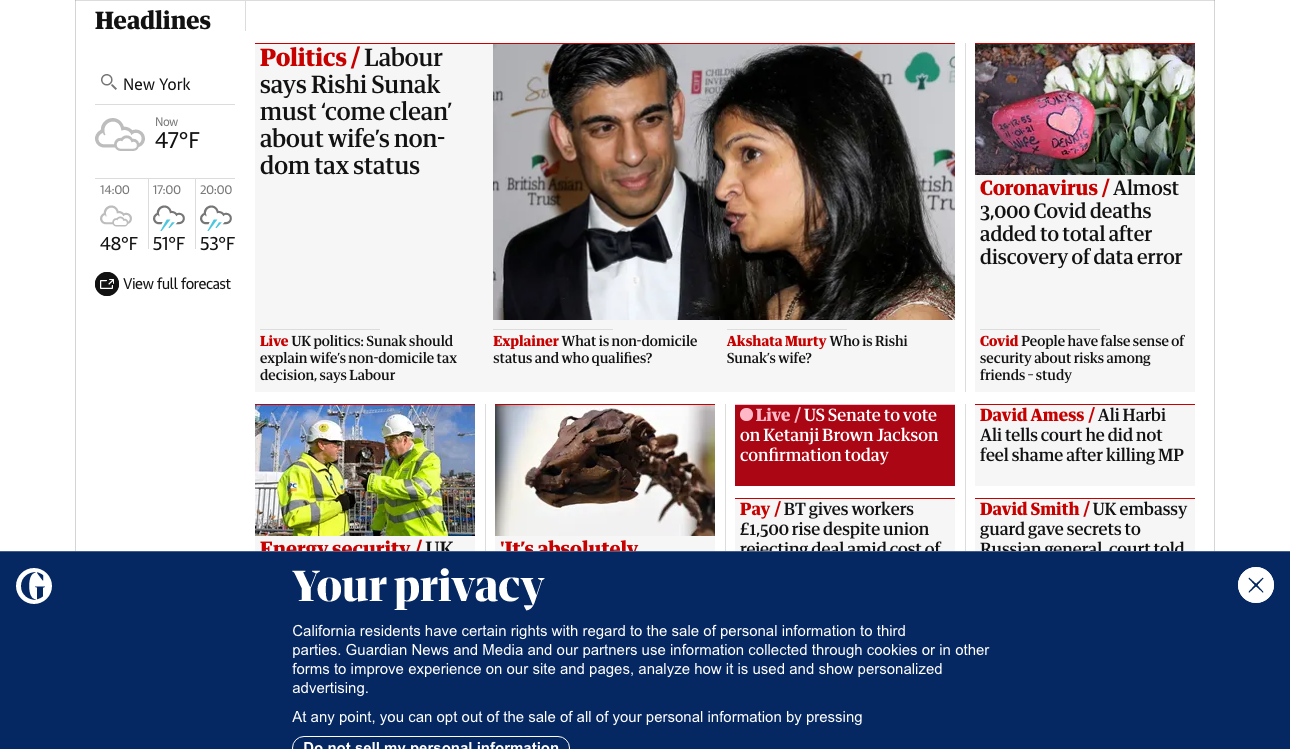 Headlines
New York
Now
47°F
14:00
17:00
20:00
48°F
51°F
53°F
View full forecast
Politics / Labour
says Rishi Sunak
must ‘come clean’
about wife’s non-
dom tax status
British Asian
Trust
Live UK politics: Sunak should
explain wife’s non-domicile tax
decision, says Labour
Explainer What is non-domicile
status and who qualifies?
Akshata Murty Who is Rishi
Sunak’s wife?
Coronavirus / Almost
3,000 Covid deaths
added to total after
discovery of data error
Covid People have false sense of
security about risks among
friends – study
Energy security / UK
'It’s absolutely
Live / US Senate to vote
on Ketanji Brown Jackson
confirmation today
Pay / BT gives workers
£1,500 rise despite union
rejecting deal amid cost of
David Amess / Ali Harbi
Ali tells court he did not
feel shame after killing MP
David Smith / UK embassy
guard gave secrets to
Russian general, court told
Your privacy
California residents have certain rights with regard to the sale of personal information to third
parties. Guardian News and Media and our partners use information collected through cookies or in other
forms to improve experience on our site and pages, analyze how it is used and show personalized
advertising.
At any point, you can opt out of the sale of all of your personal information by pressing
Do not sell my personal information